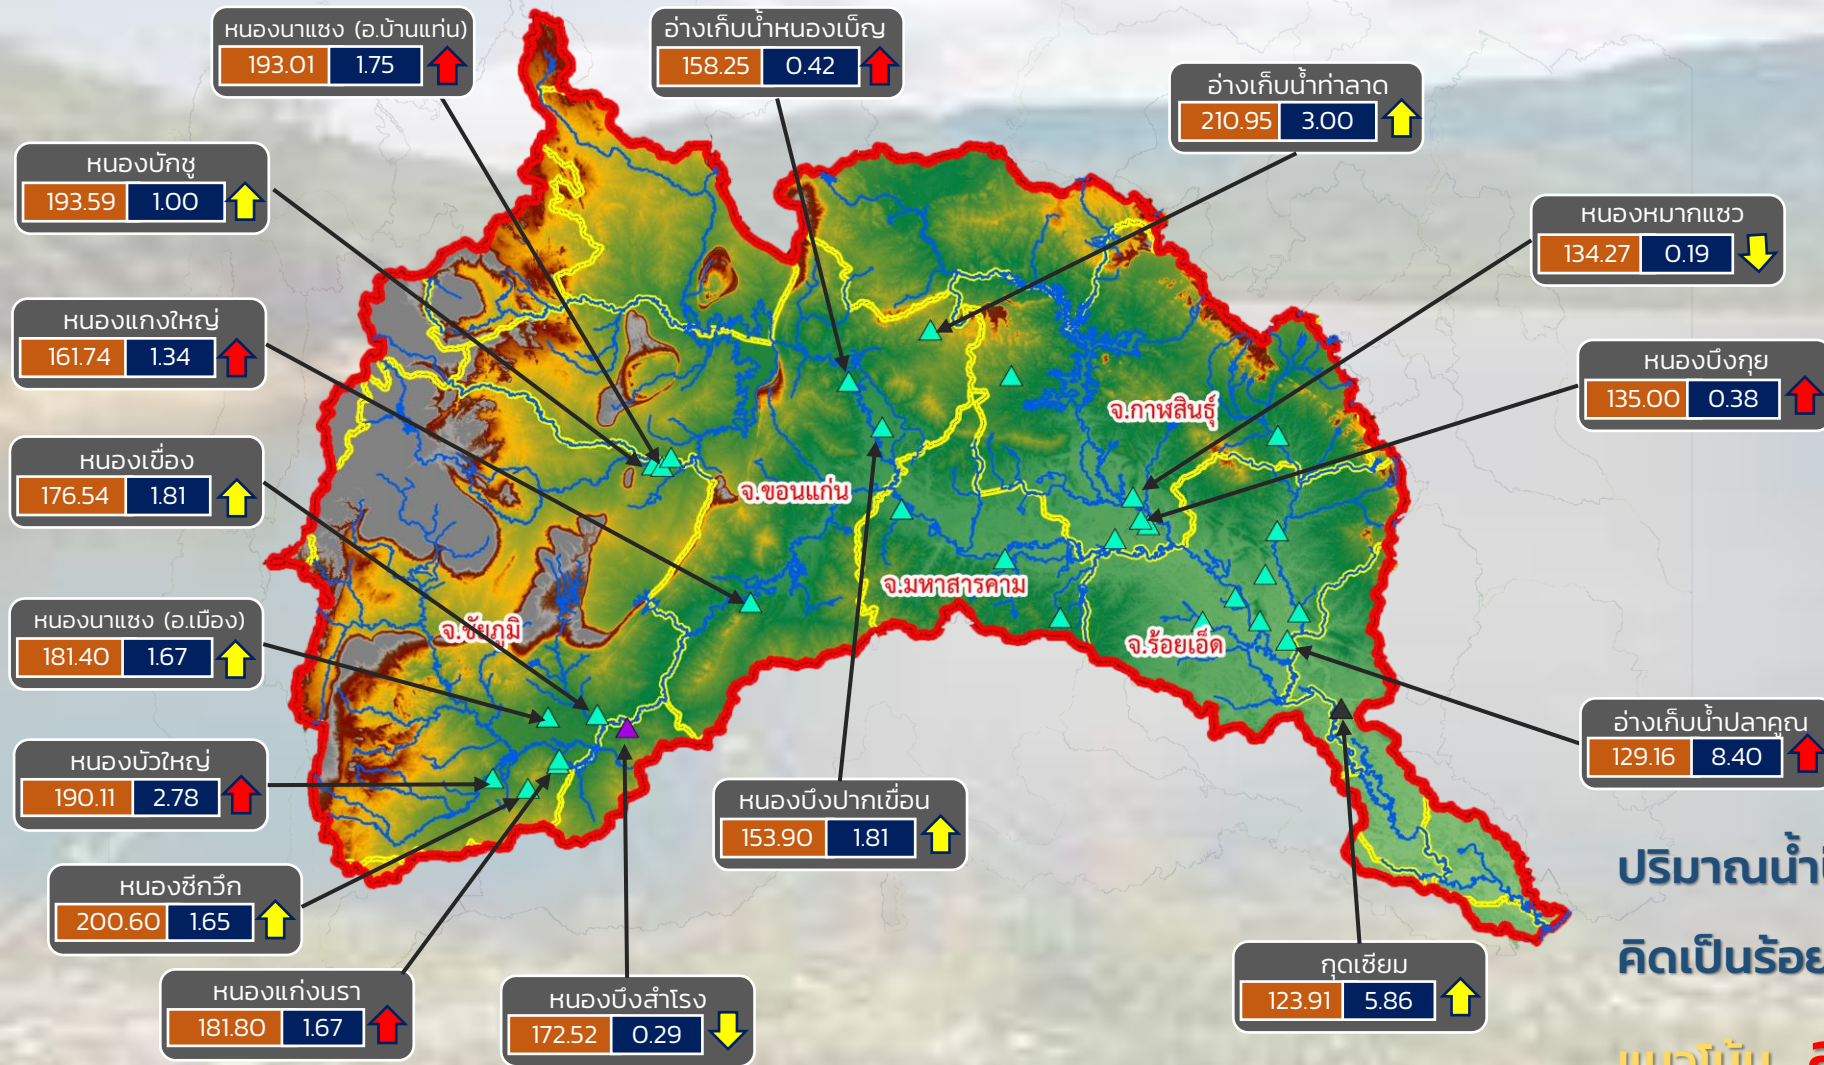 หนองนาแซง (อ.บ้านแท่น)
193.01 1.75
อ่างเก็บน้ำหนองเบ็ญ
158.25 0.42
อ่างเก็บน้ำท่าลาด
210.95 3.00
หนองบักชู
193.59 1.00
หนองหมากแซว
134.27 0.19
หนองแกงใหญ่
161.74 1.34
หนองบึงกุย
135.00 0.38
จ.กาฬสินธุ์
หนองเขื่อง
176.54 1.81
จ.ขอนแก่น
จ.มหาสารคาม
หนองนาแซง (อ.เมือง)
181.40 1.67
จ.ชัยภูมิ
จ.ร้อยเอ็ด
อ่างเก็บน้ำปลาคูณ
129.16 8.40
หนองบัวใหญ่
190.11 2.78
หนองบึงปากเขื่อน
153.90 1.81
หนองซีกวึก
200.60 1.65
กุดเซียม
123.91 5.86
หนองแก่งนรา
181.80 1.67
หนองบึงสำโรง
172.52 0.29
ปริมาณน้ำ
คิดเป็นร้อย
แนวโน้ม